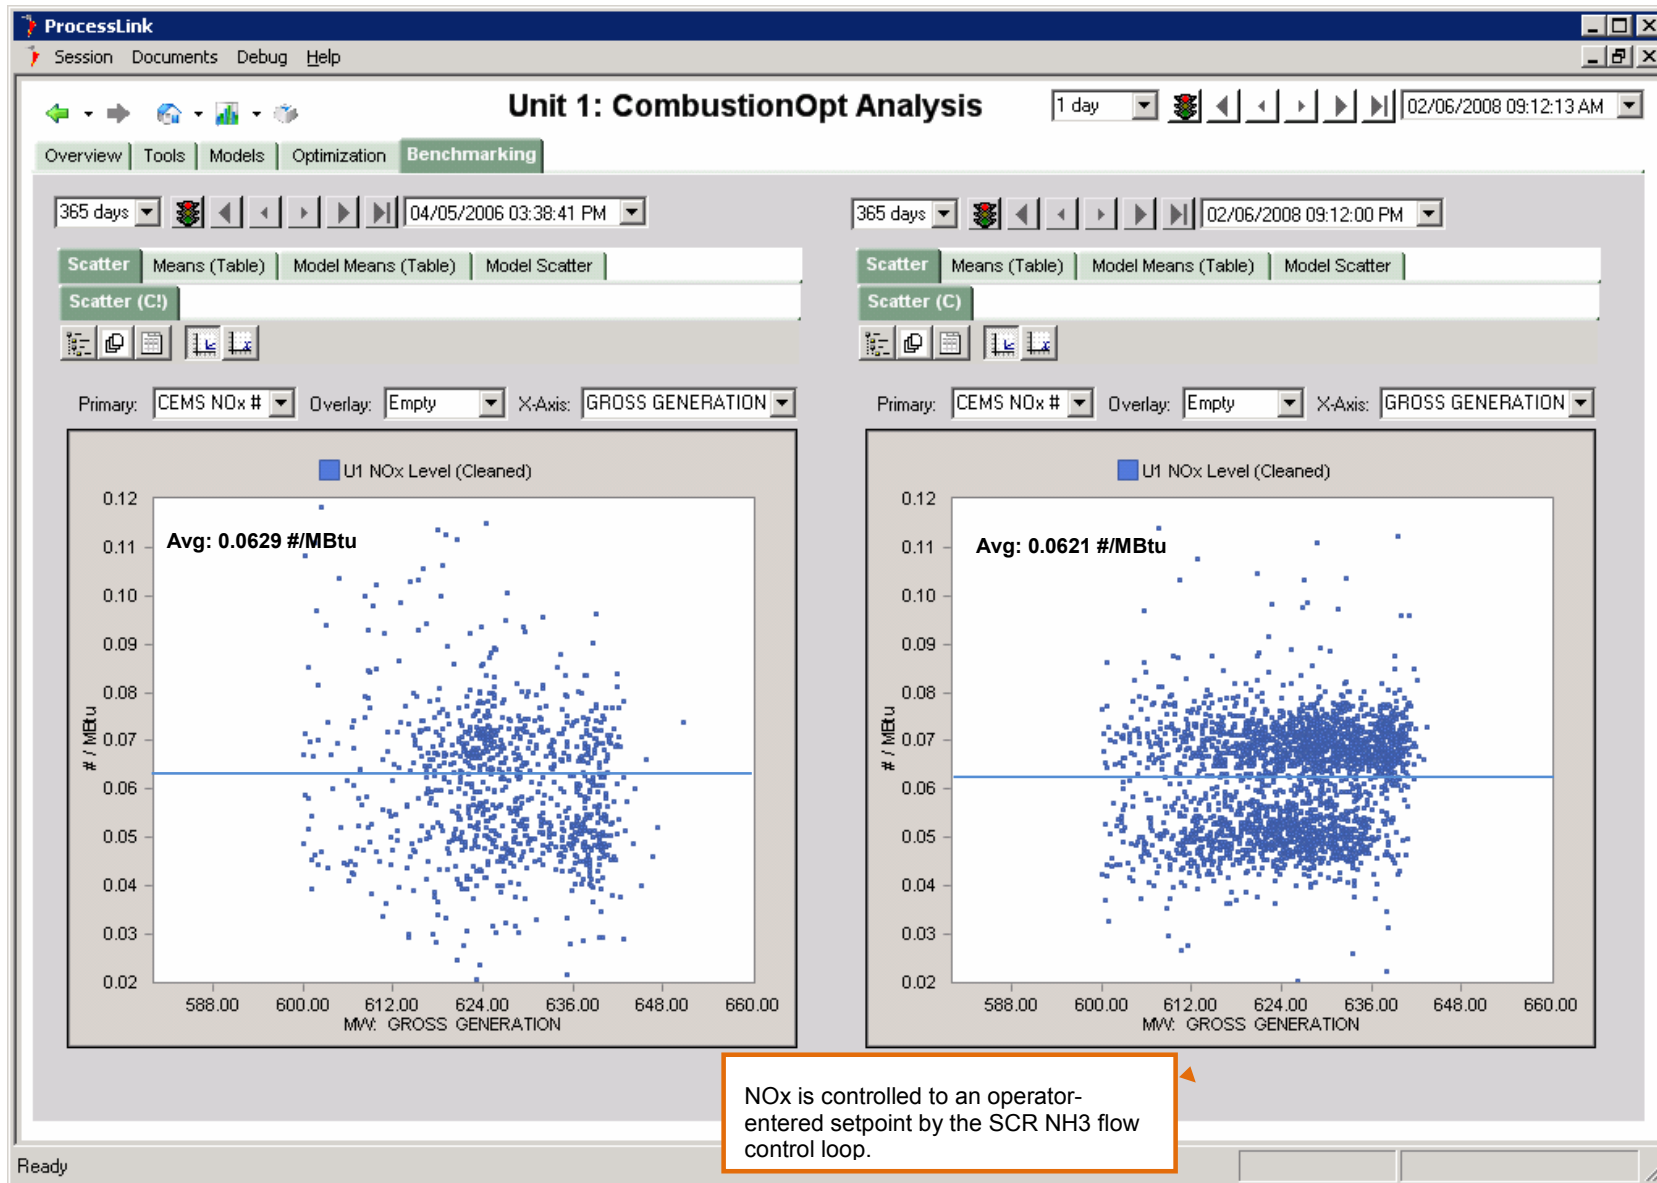 ProcessLink
Session Documents Debug Help
Unit 1: CombustionOpt Analysis
1 day
02/06/2008 09:12:13 AM
Overview Tools Models Optimization Benchmarking
365 days
04/05/2006 03:38:41 PM
Scatter Means (Table) Model Means (Table) Model Scatter
Scatter (C!)
Primary: CEMS NOx # Overlay: Empty X-Axis: GROSS GENERATION
U1 NOx Level (Cleaned)
Avg: 0.0629 #/MBtu
0.12
0.11
0.10
0.09
0.08
0.07
0.06
0.05
0.04
0.03
0.02
# / MBtu
588.00 600.00 612.00 624.00 636.00 648.00 660.00
MW: GROSS GENERATION
365 days
02/06/2008 09:12:00 PM
Scatter Means (Table) Model Means (Table) Model Scatter
Scatter (C)
Primary: CEMS NOx # Overlay: Empty X-Axis: GROSS GENERATION
U1 NOx Level (Cleaned)
Avg: 0.0621 #/MBtu
0.12
0.11
0.10
0.09
0.08
0.07
0.06
0.05
0.04
0.03
0.02
# / MBtu
588.00 600.00 612.00 624.00 636.00 648.00 660.00
MW: GROSS GENERATION
NOx is controlled to an operator-
entered setpoint by the SCR NH3 flow
control loop.
Ready